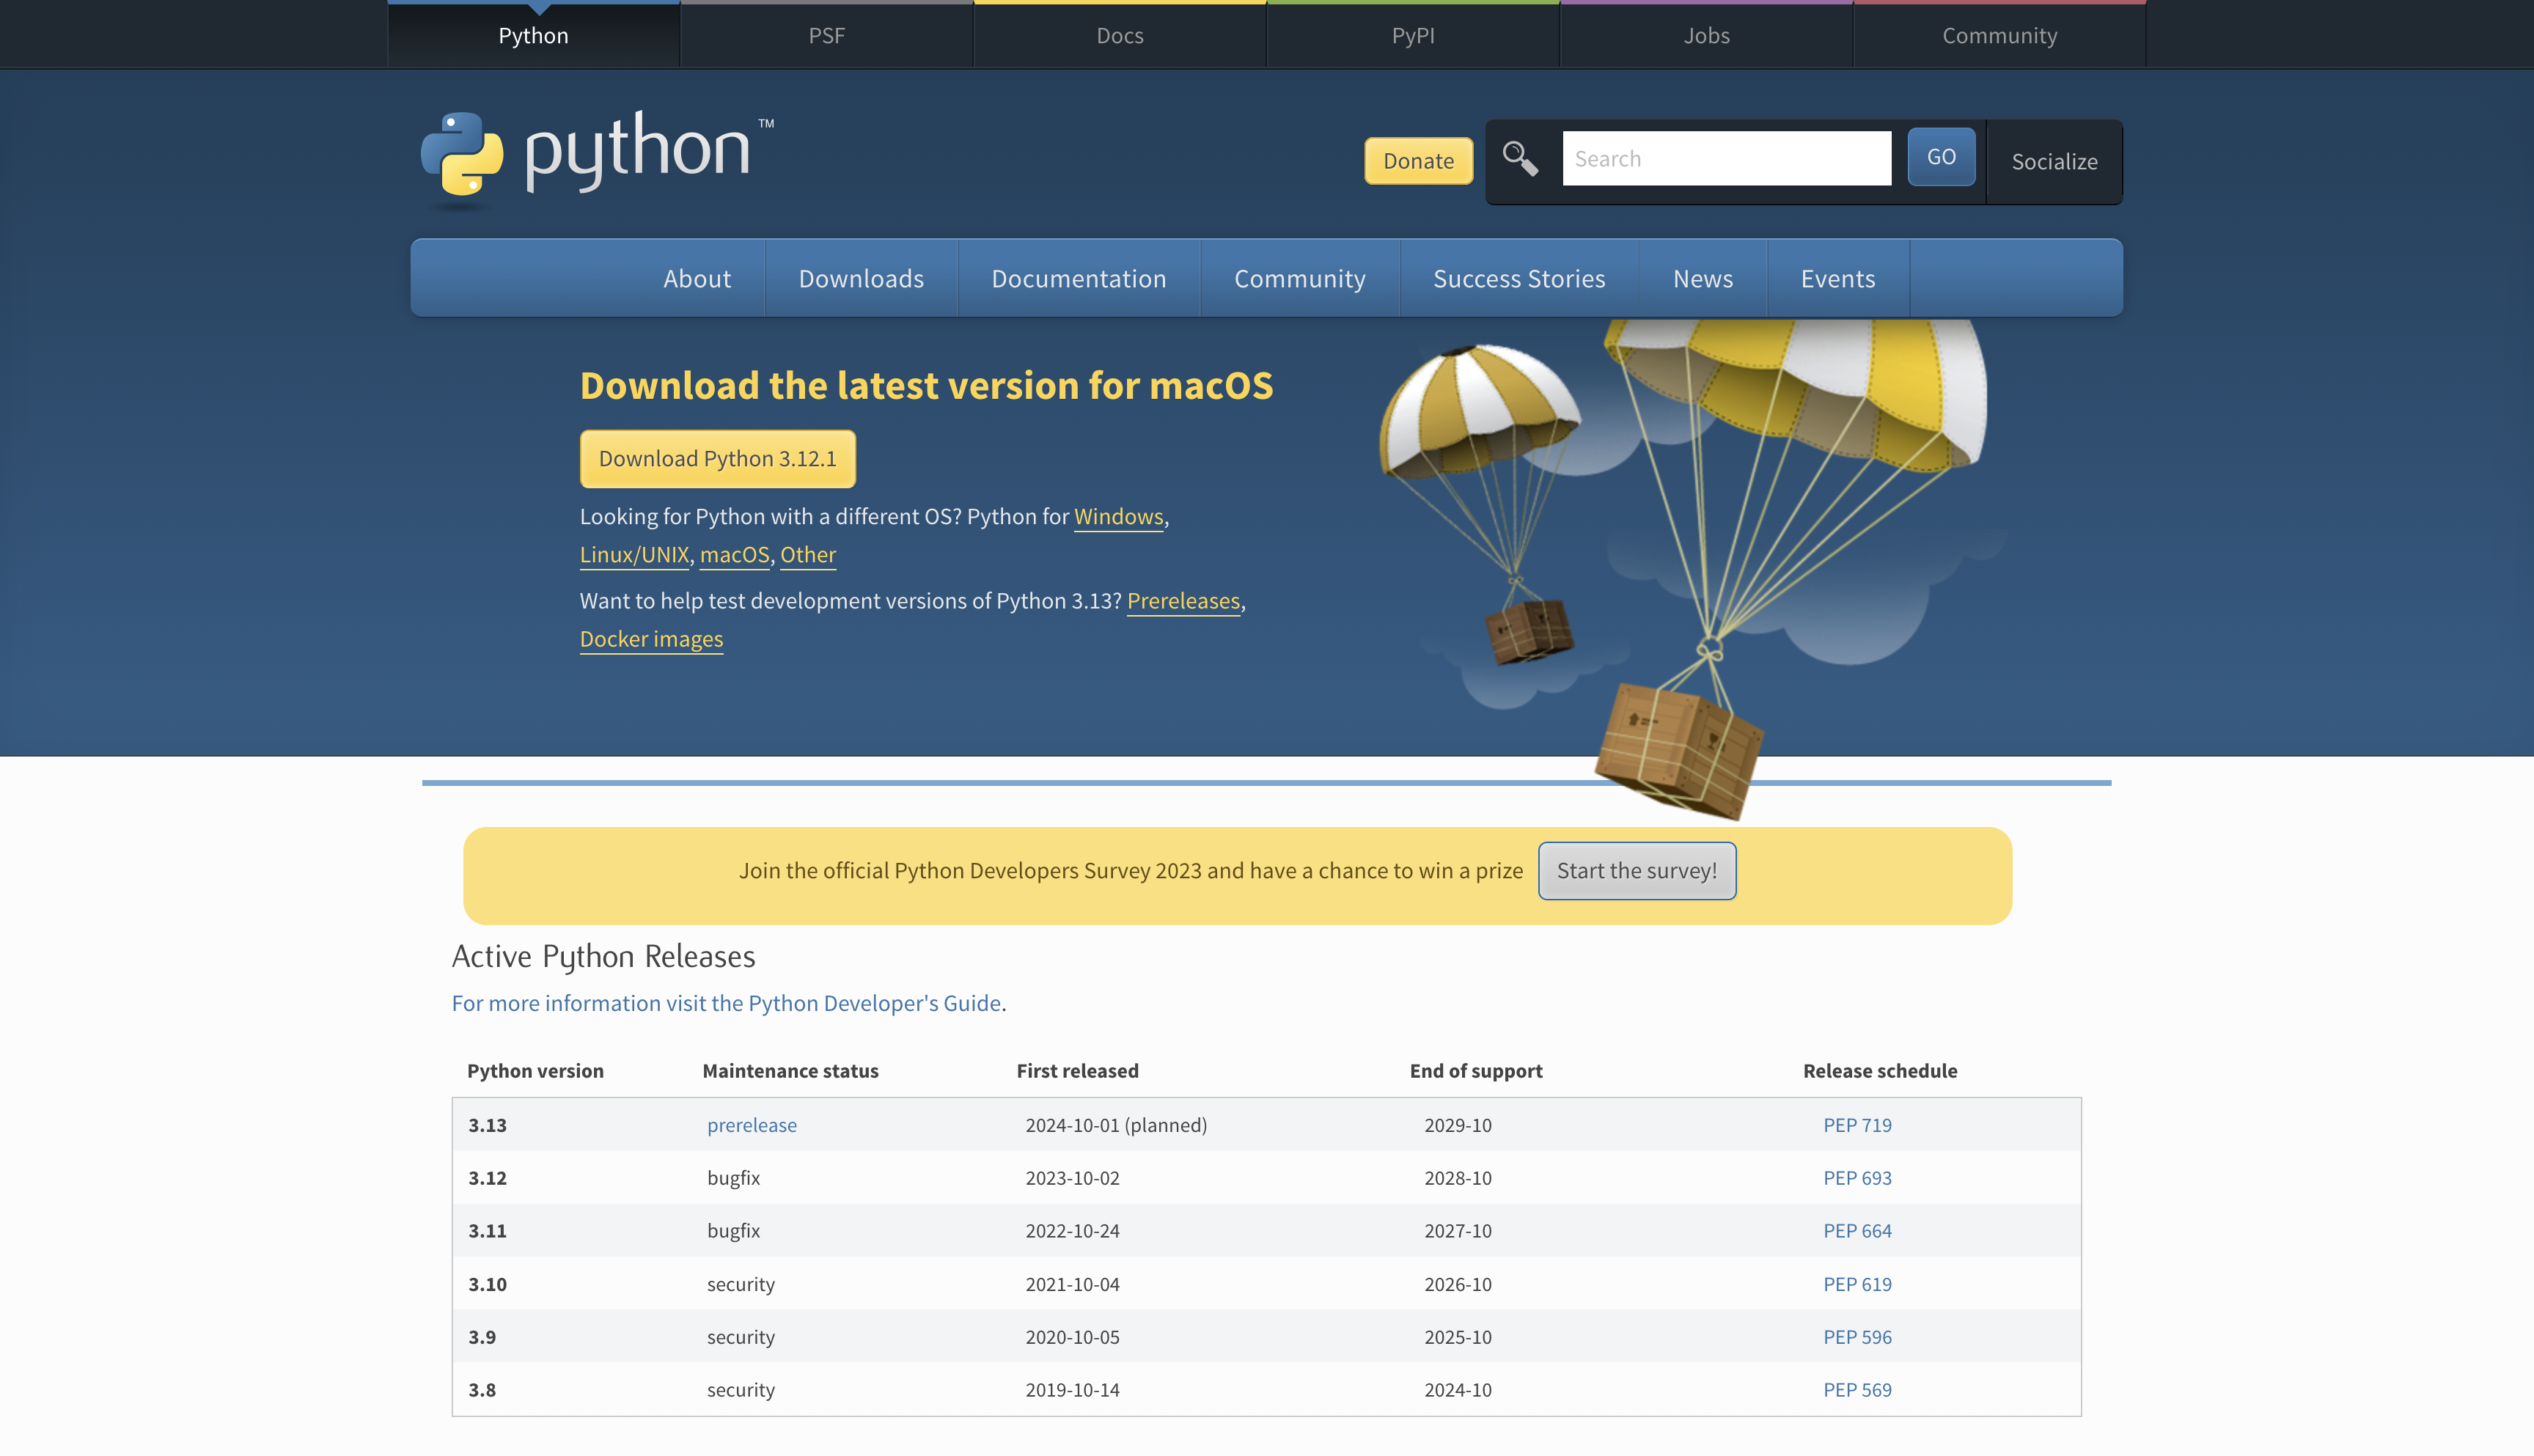 Python PSF Docs PyPI Jobs Community
python™
Donate Search GO Socialize
About Downloads Documentation Community Success Stories News Events
Download the latest version for macOS
Download Python 3.12.1
Looking for Python with a different OS? Python for Windows,
Linux/UNIX, macOS, Other
Want to help test development versions of Python 3.13? Prereleases,
Docker images
Join the official Python Developers Survey 2023 and have a chance to win a prize Start the survey!
Active Python Releases
For more information visit the Python Developer's Guide.
Python version Maintenance status First released End of support Release schedule
3.13 prerelease 2024-10-01 (planned) 2029-10 PEP 719
3.12 bugfix 2023-10-02 2028-10 PEP 693
3.11 bugfix 2022-10-24 2027-10 PEP 664
3.10 security 2021-10-04 2026-10 PEP 619
3.9 security 2020-10-05 2025-10 PEP 596
3.8 security 2019-10-14 2024-10 PEP 569